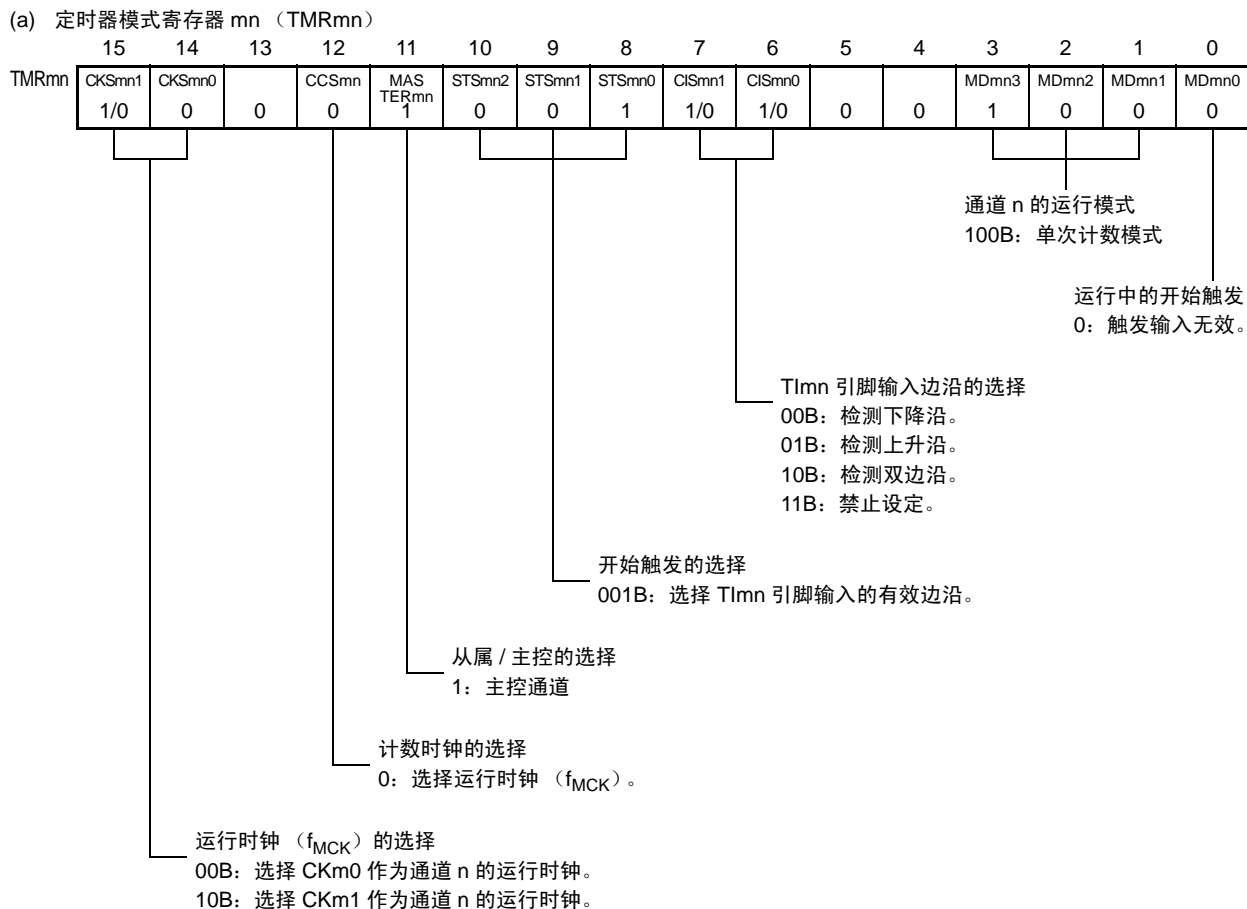 (a) 定时器模式寄存器 mn （TMRmn）
15 14 13 12 11 10 9 8 7 6 5 4 3 2 1 0
TMRmn CKSmn1 CKSmn0 CCSmn MAS TERmn STSmn2 STSmn1 STSmn0 CISmn1 CISmn0 MDmn3 MDmn2 MDmn1 MDmn0
1/0 0 0 0 1 0 0 1 1/0 1/0 0 0 1 0 0 0
通道 n 的运行模式
100B：单次计数模式
运行中的开始触发
0：触发输入无效。
TImn 引脚输入边沿的选择
00B：检测下降沿。
01B：检测上升沿。
10B：检测双边沿。
11B：禁止设定。
开始触发的选择
001B：选择 TImn 引脚输入的有效边沿。
从属 / 主控的选择
1：主控通道
计数时钟的选择
0：选择运行时钟 （fMCK）。
运行时钟 （fMCK）的选择
00B：选择 CKm0 作为通道 n 的运行时钟。
10B：选择 CKm1 作为通道 n 的运行时钟。